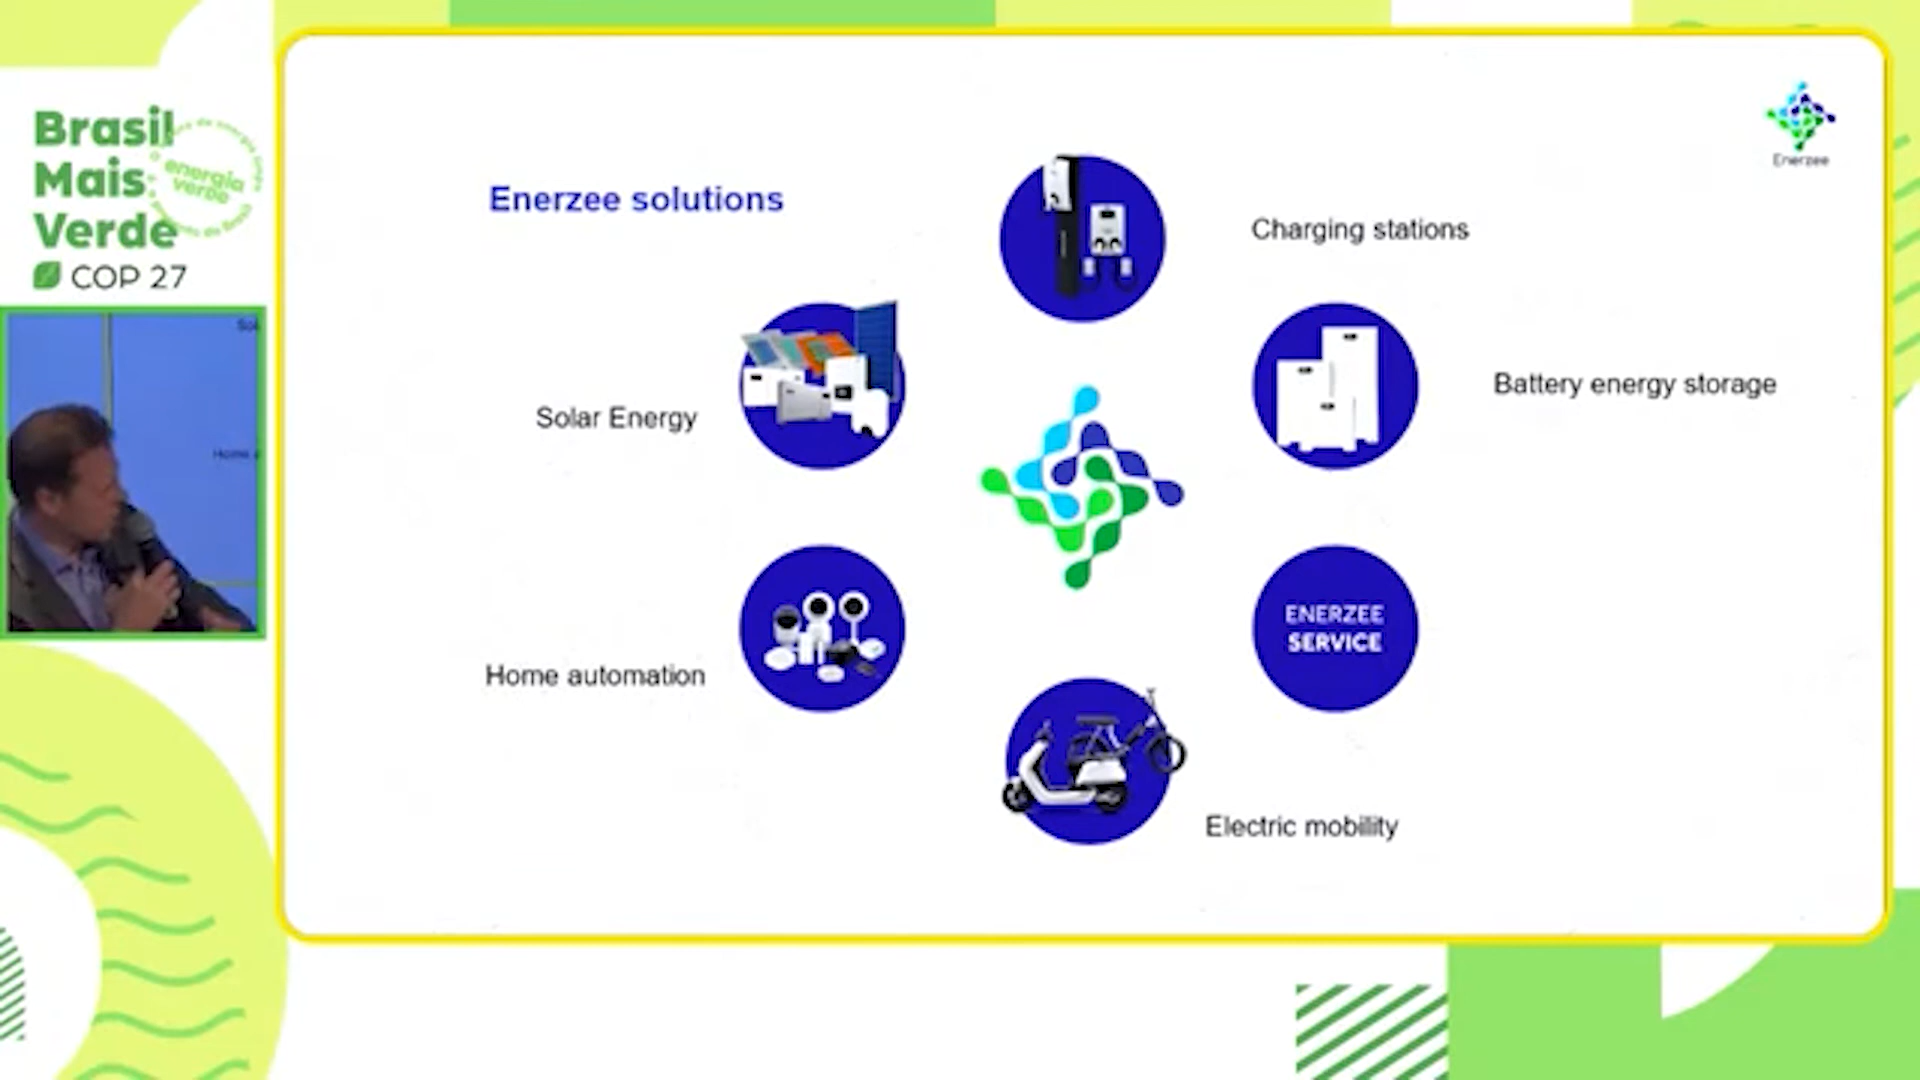 Brasil
Mais
Verde
energia
verde
COP 27
Enerzee
Enerzee solutions
Charging stations
Battery energy storage
Solar Energy
Home automation
ENERZEE
SERVICE
Electric mobility
Home